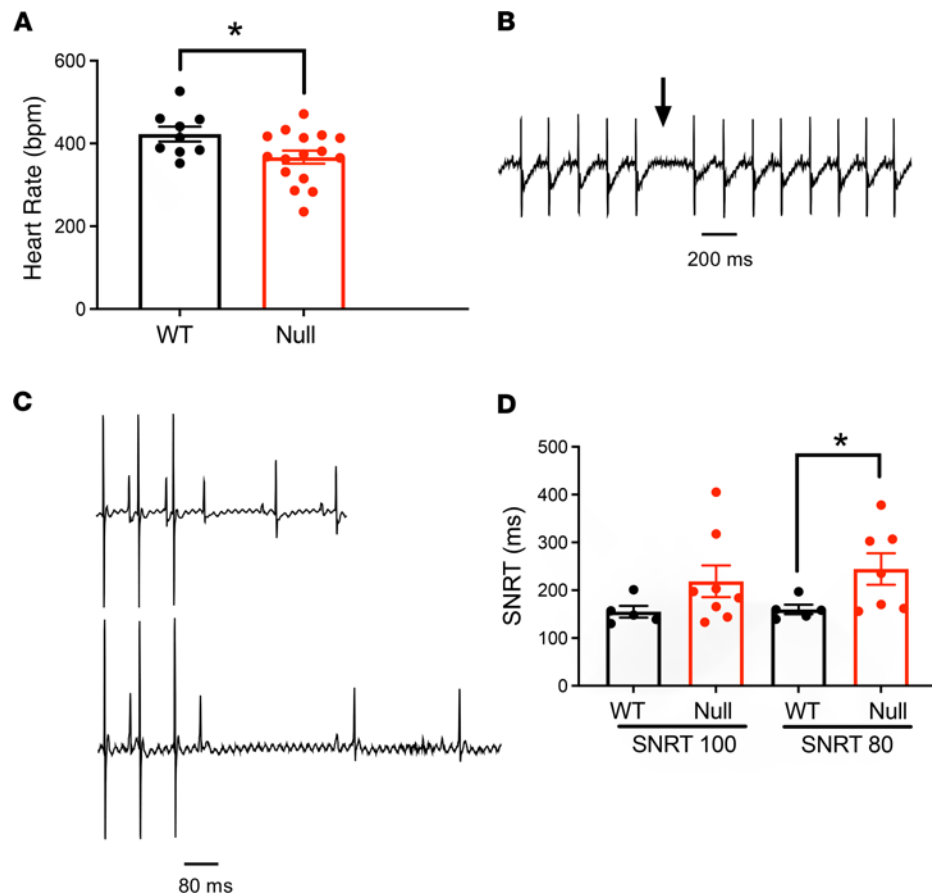 A
*
600
400
200
0
Heart Rate (bpm)
WT Null
B
200 ms
C
80 ms
D
*
500
400
300
200
100
0
SNRT (ms)
WT Null WT Null
SNRT 100 SNRT 80